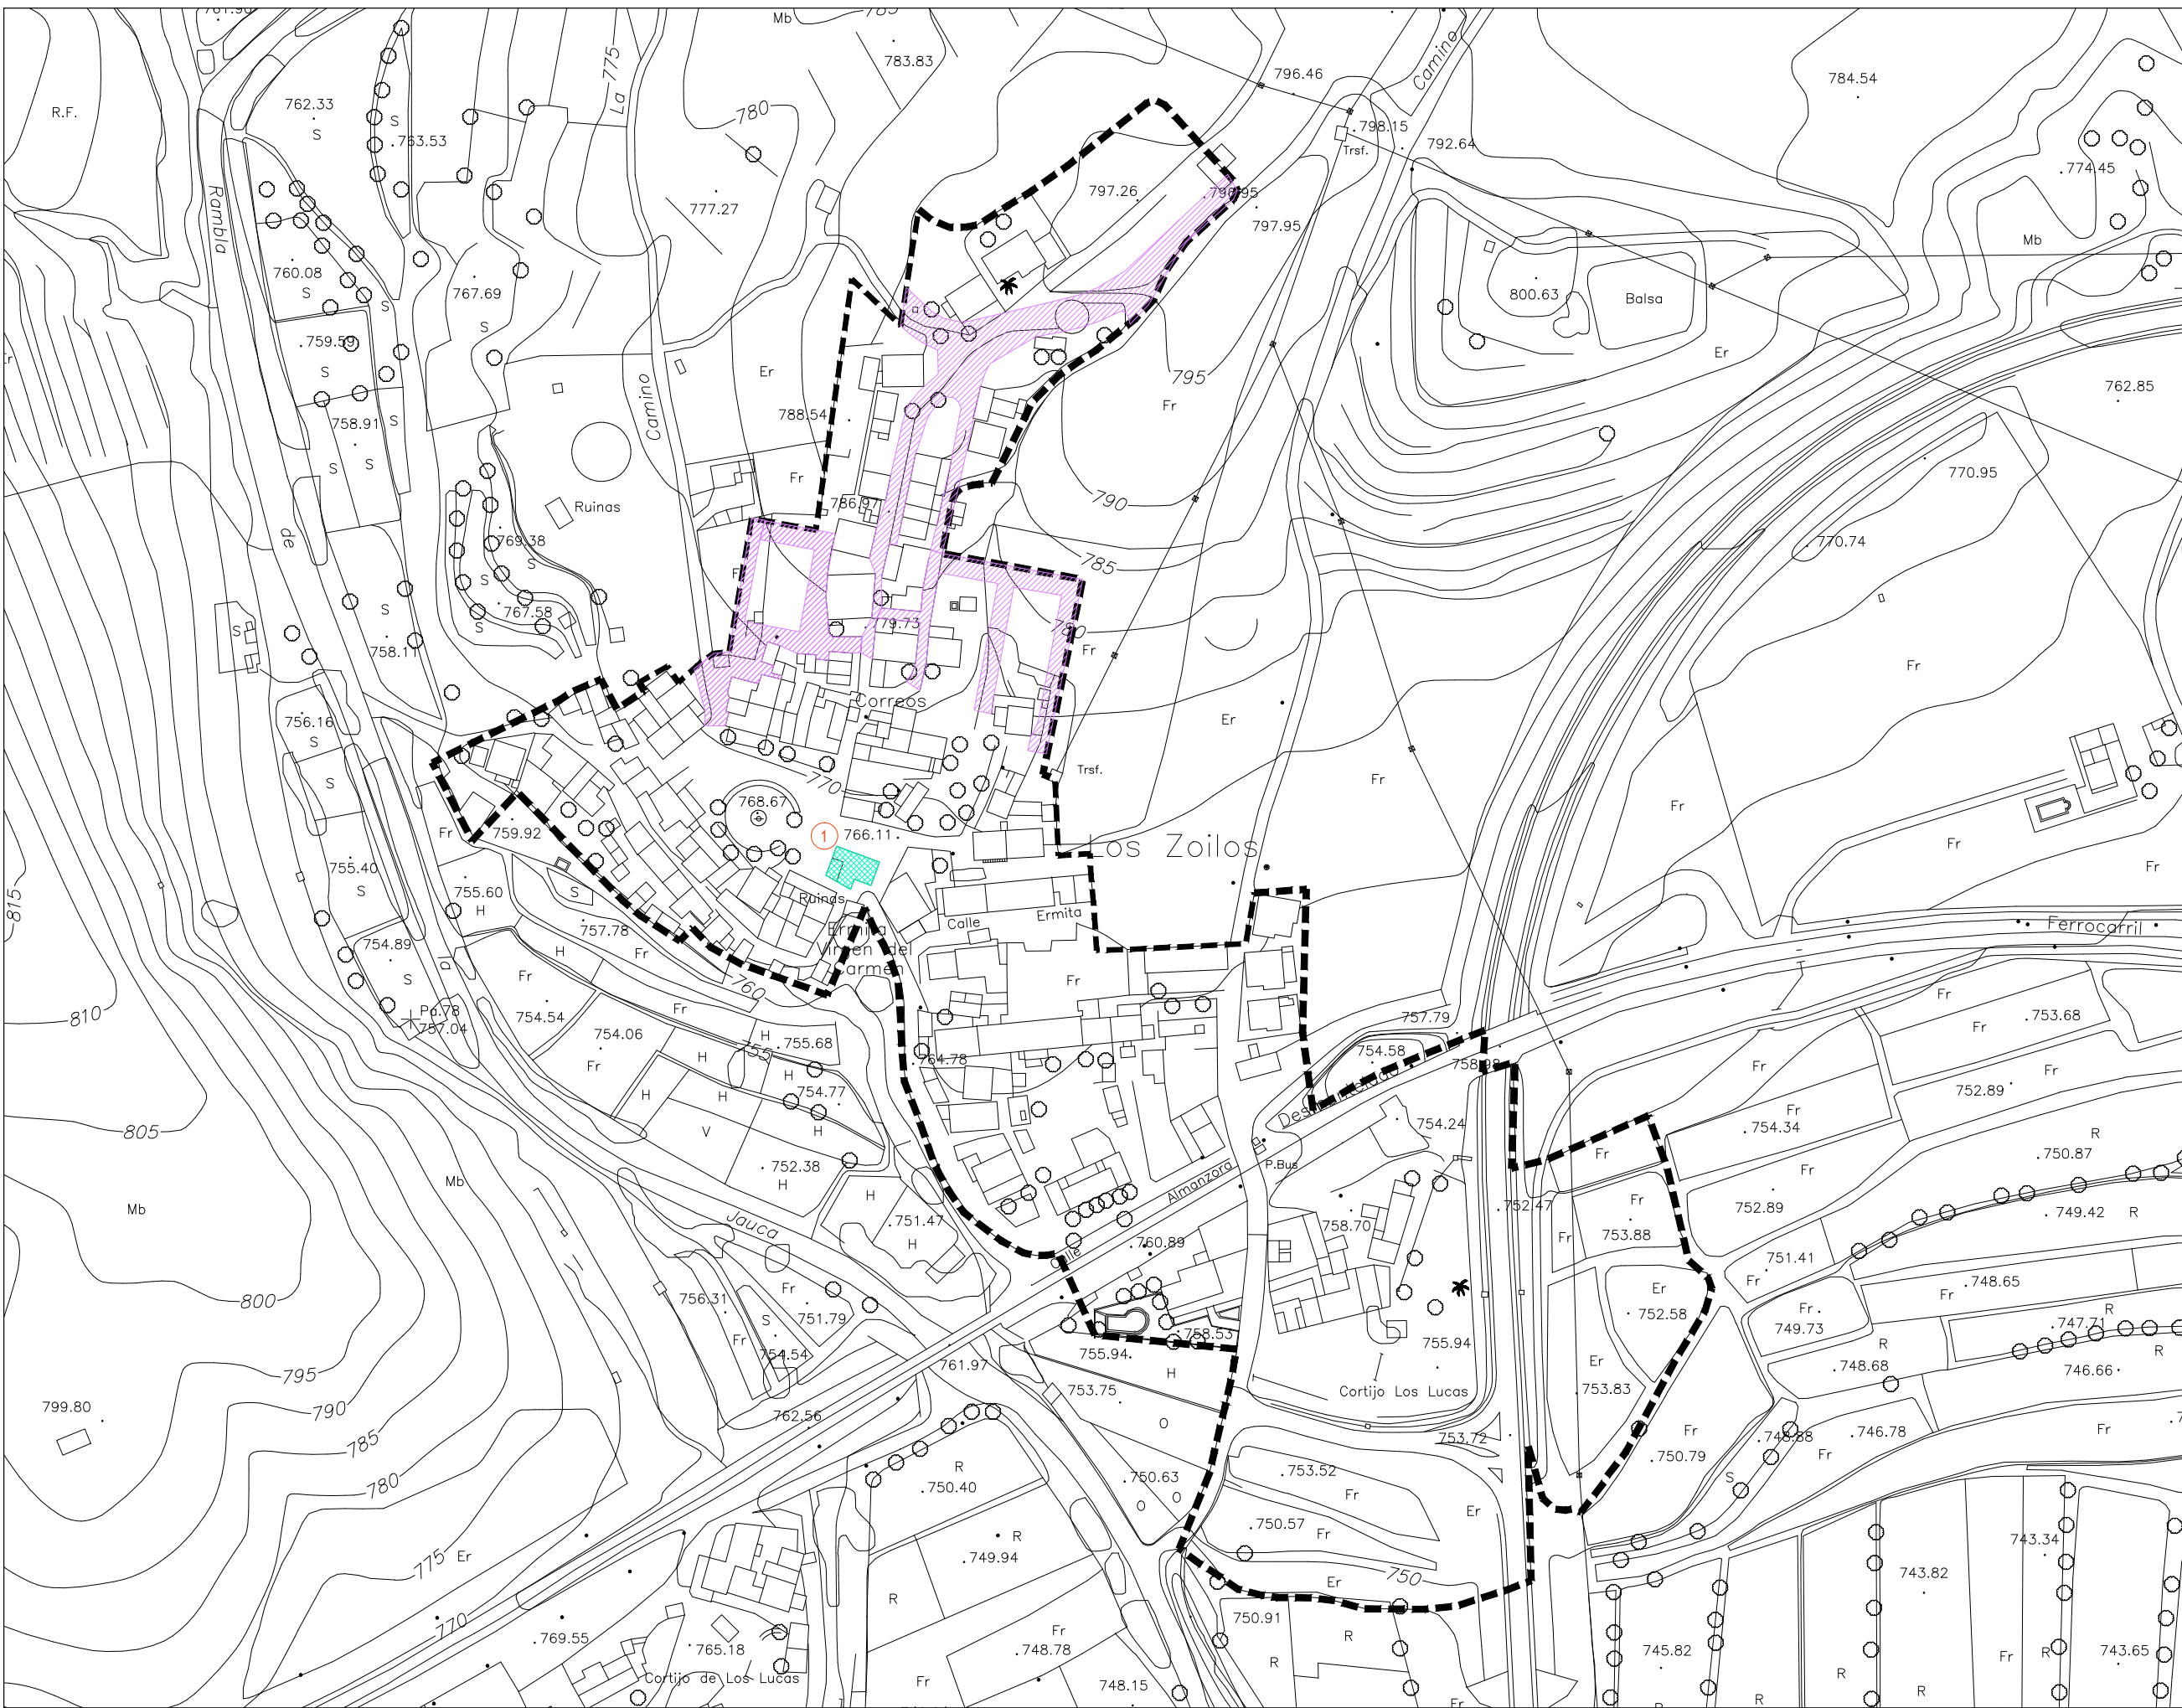 761.90
Mb
785
783.83
796.46
Camino
784.54
R.F.
762.33
S
S
.763.53
La
775
780
.798.15
Trsf.
792.64
.774.45
Rambla
777.27
797.26
.796.95
797.95
Mb
760.08
S
S
767.69
S
800.63
Balsa
Er
.759.59
S
Er
795
Fr
Er
762.85
758.91
S
S
S
Camino
788.54
Fr
786.97
790
770.95
Ruinas
de
769.38
S
S
.767.58
S
Fr
785
.770.74
S
S
758.11
.779.73
780
Fr
Fr
756.16
S
S
Correos
Er
Trsf.
Fr
Fr
770
768.67
1
766.11.
Los Zoilos
Fr
759.92
Fr
Fr
815
755.40
S
755.60
H
S
Ruinas
Calle
Ermita
Ermita
Virgen del
Carmen
Ferrocarril
757.78
Fr
H
754.89
S
Fr
Fr
760
Fr
Pa.78
757.04
810
754.54
Fr
H
754.06
Fr
H
H
755
.755.68
H
.764.78
757.79
754.58
758.98
Desmantelado
Fr
.753.68
752.89
805
H
H
.754.77
V
H
.752.38
H
754.24
Fr
.754.34
R
.750.87
Fr
Fr
P.Bus
Almanzora
Calle
Mb
Mb
Jauca
H
.751.47
H
758.70
.752.47
Fr
753.88
Fr
752.89
.749.42
R
.760.89
751.41
Fr
800
756.31
Fr
Fr
751.79
S
754.54
.758.53
755.94.
H
755.94
Er
752.58
Fr
.748.65
Fr.
749.73
R
R
.747.71
R
761.97
753.75
Cortijo Los Lucas
Er
.753.83
.748.68
746.66
795
799.80
790
762.56
O
785
753.72
Fr
.750.79
.748.88
.746.78
Fr
Fr
S
780
R
.750.40
.750.63
O
O
.753.52
Fr
Er
.750.57
Fr
775
Er
R
.749.94
Er
750
743.34
743.82
R
750.91
R
770
.769.55
.765.18
Cortijo de Los Lucas
Fr
.748.78
Fr
748.15
R
745.82
R
R
Fr
R
743.65
Fr
R
R